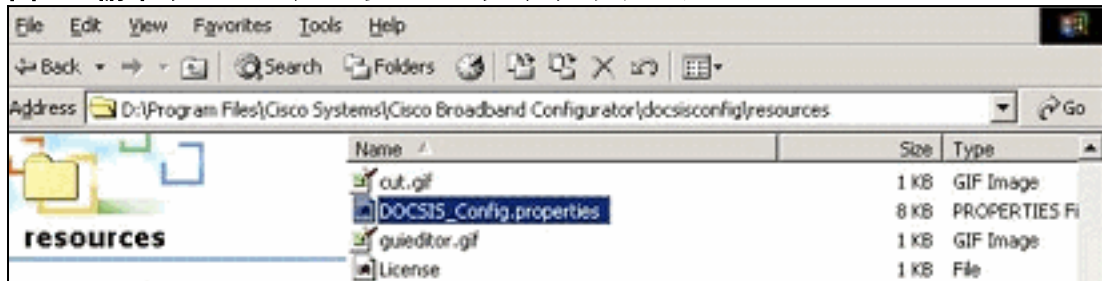 File Edit View Favorites Tools Help
Back Search Folders
Address D:\Program Files\Cisco Systems\Cisco Broadband Configurator\docsisconfig\resources Go
Name Size Type
cut.gif 1 KB GIF Image
DOCSIS_Config.properties 8 KB PROPERTIES Fi
resources
guieditor.gif 1 KB GIF Image
License 1 KB File